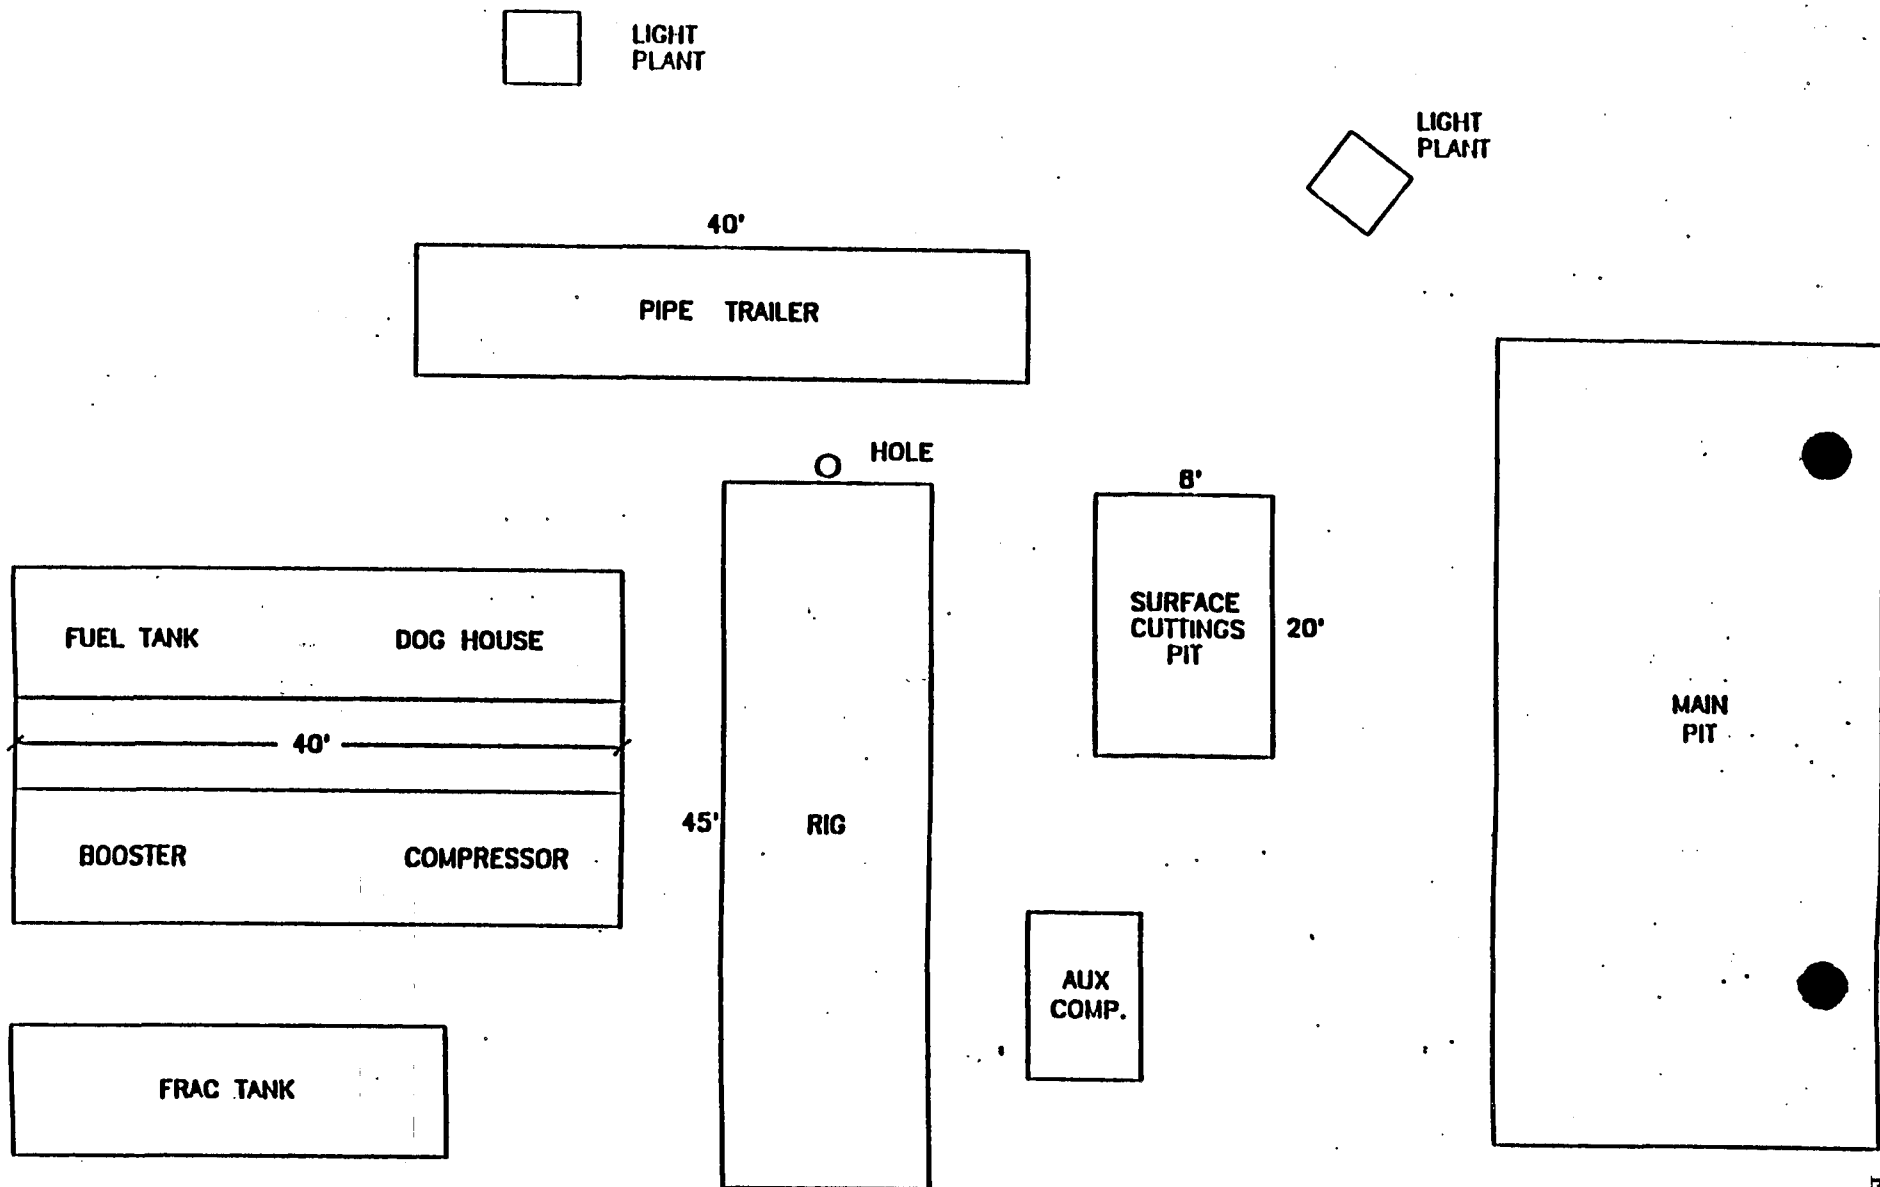 LIGHT
PLANT
LIGHT
PLANT
40'
PIPE TRAILER
HOLE
8'
SURFACE
CUTTINGS
PIT
20'
FUEL TANK DOG HOUSE
40'
BOOSTER COMPRESSOR
45'
RIG
MAIN
PIT
AUX
COMP.
FRAC TANK